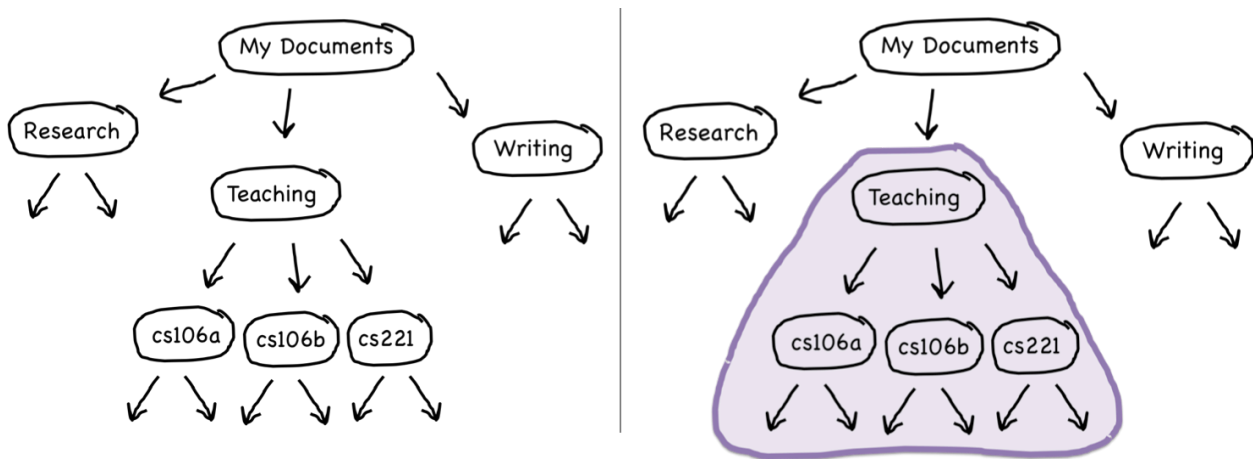 My Documents
Research
Writing
Teaching
cs106a
cs106b
cs221
My Documents
Research
Writing
Teaching
cs106a
cs106b
cs221